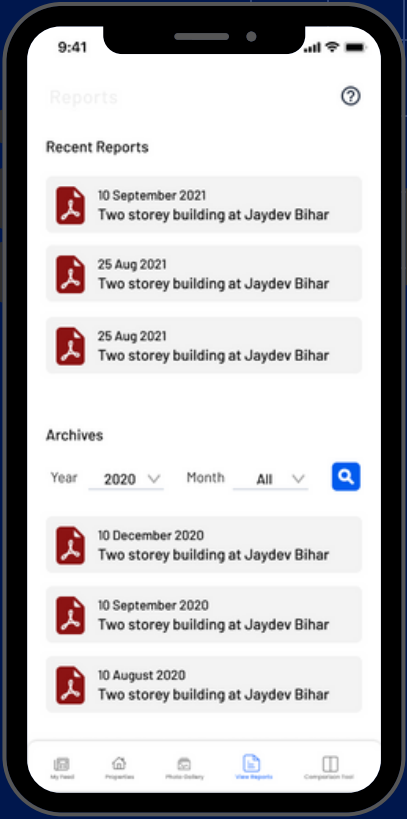 9:41
Reports
Recent Reports
10 September 2021
Two storey building at Jaydev Bihar
25 Aug 2021
Two storey building at Jaydev Bihar
25 Aug 2021
Two storey building at Jaydev Bihar
Archives
Year 2020 Month All
10 December 2020
Two storey building at Jaydev Bihar
10 September 2020
Two storey building at Jaydev Bihar
10 August 2020
Two storey building at Jaydev Bihar
My Feed Properties Photo Gallery View Reports Comparison Tool